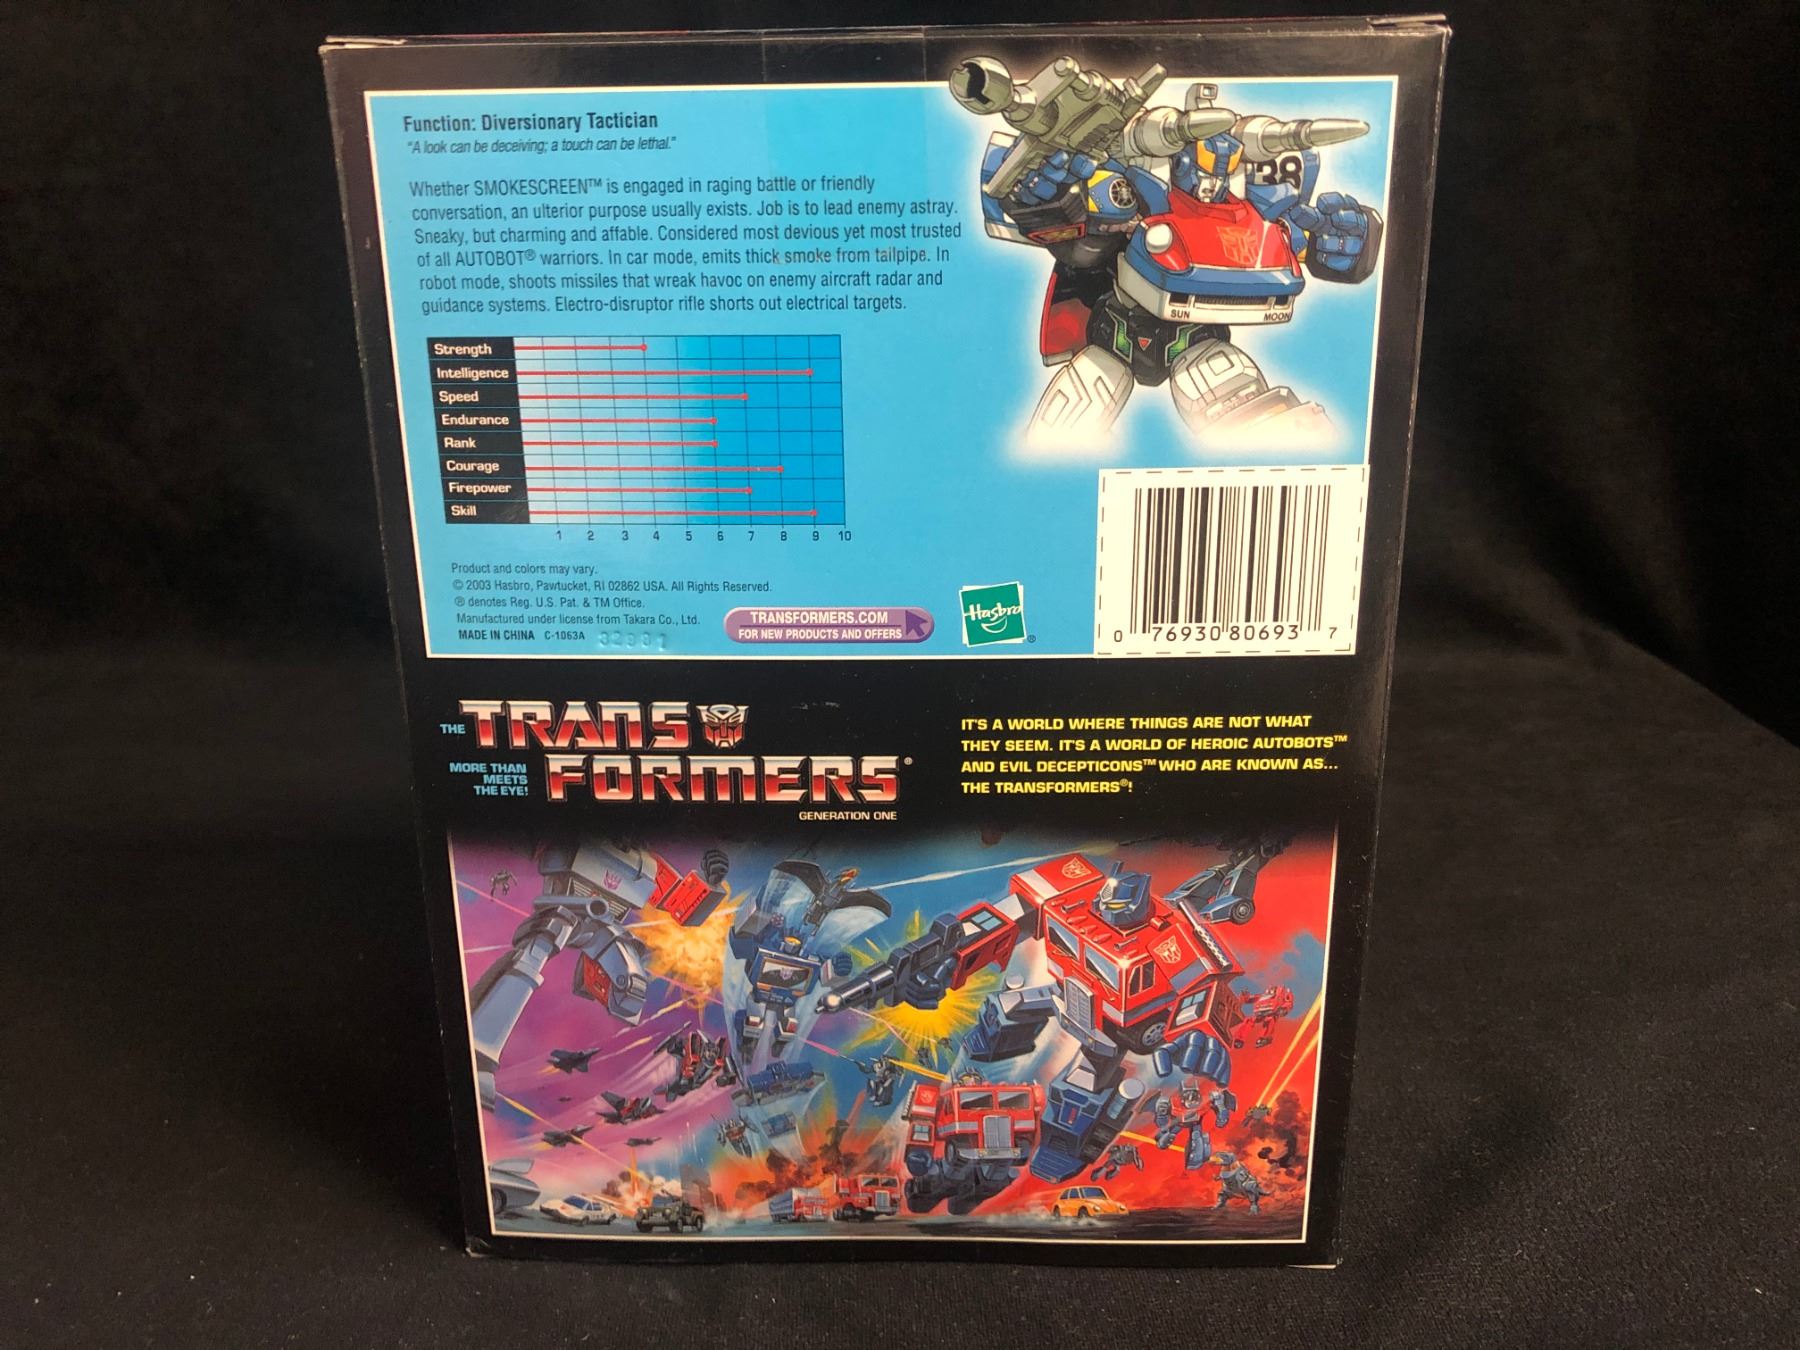 Function: Diversionary Tactician
"A look can be deceiving; a touch can be lethal."
Whether SMOKESCREEN™ is engaged in raging battle or friendly
conversation, an ulterior purpose usually exists. Job is to lead enemy astray.
Sneaky, but charming and affable. Considered most devious yet most trusted
of all AUTOBOT® warriors. In car mode, emits thick smoke from tailpipe. In
robot mode, shoots missiles that wreak havoc on enemy aircraft radar and
guidance systems. Electro-disruptor rifle shorts out electrical targets.
38
SUN MOON
Strength
Intelligence
Speed
Endurance
Rank
Courage
Firepower
Skill
1 2 3 4 5 6 7 8 9 10
Product and colors may vary.
© 2003 Hasbro, Pawtucket, RI 02862 USA. All Rights Reserved.
® denotes Reg. U.S. Pat. & TM Office.
Manufactured under license from Takara Co., Ltd.
MADE IN CHINA C-1063A
TRANSFORMERS.COM
FOR NEW PRODUCTS AND OFFERS
Hasbro ®
0 76930 80693 7
THE TRANSFORMERS®
MORE THAN
MEETS
THE EYE!
GENERATION ONE
IT'S A WORLD WHERE THINGS ARE NOT WHAT
THEY SEEM. IT'S A WORLD OF HEROIC AUTOBOTS™
AND EVIL DECEPTICONS™ WHO ARE KNOWN AS...
THE TRANSFORMERS®!